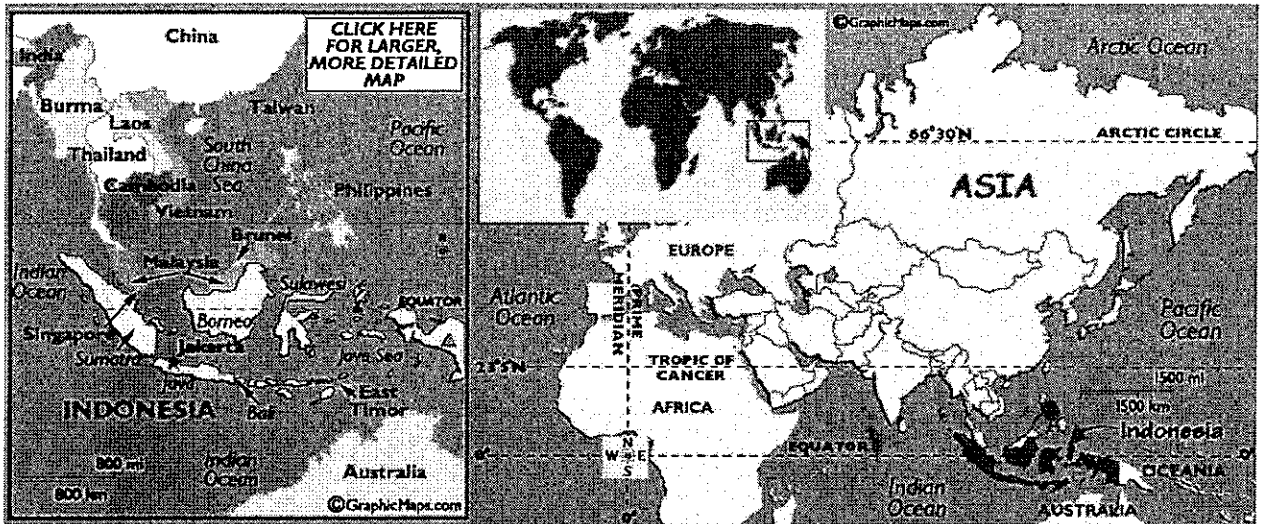 China
CLICK HERE
FOR LARGER,
MORE DETAILED
MAP
India
Burma
Laos
Taiwan
Pacific
Ocean
Thailand
South
China
Sea
Cambodia
Philippines
Vietnam
Brunei
Malaysia
Indian
Ocean
Sulawesi
EQUATOR
Borneo
Singapore
Jakarta
Sumatra
Java Sea
Java
INDONESIA
Bali
East
Timor
800 mi
800 km
Indian
Ocean
Australia
©GraphicMaps.com
©GraphicMaps.com
Arctic Ocean
66°30'N
ARCTIC CIRCLE
ASIA
EUROPE
Atlantic
Ocean
PRIME
MERIDIAN
Pacific
Ocean
23°5'N
TROPIC OF
CANCER
1500 mi
AFRICA
1500 km
Indonesia
EQUATOR
0°
N
W
E
S
OCEANIA
0°
Indian
Ocean
AUSTRALIA
0°